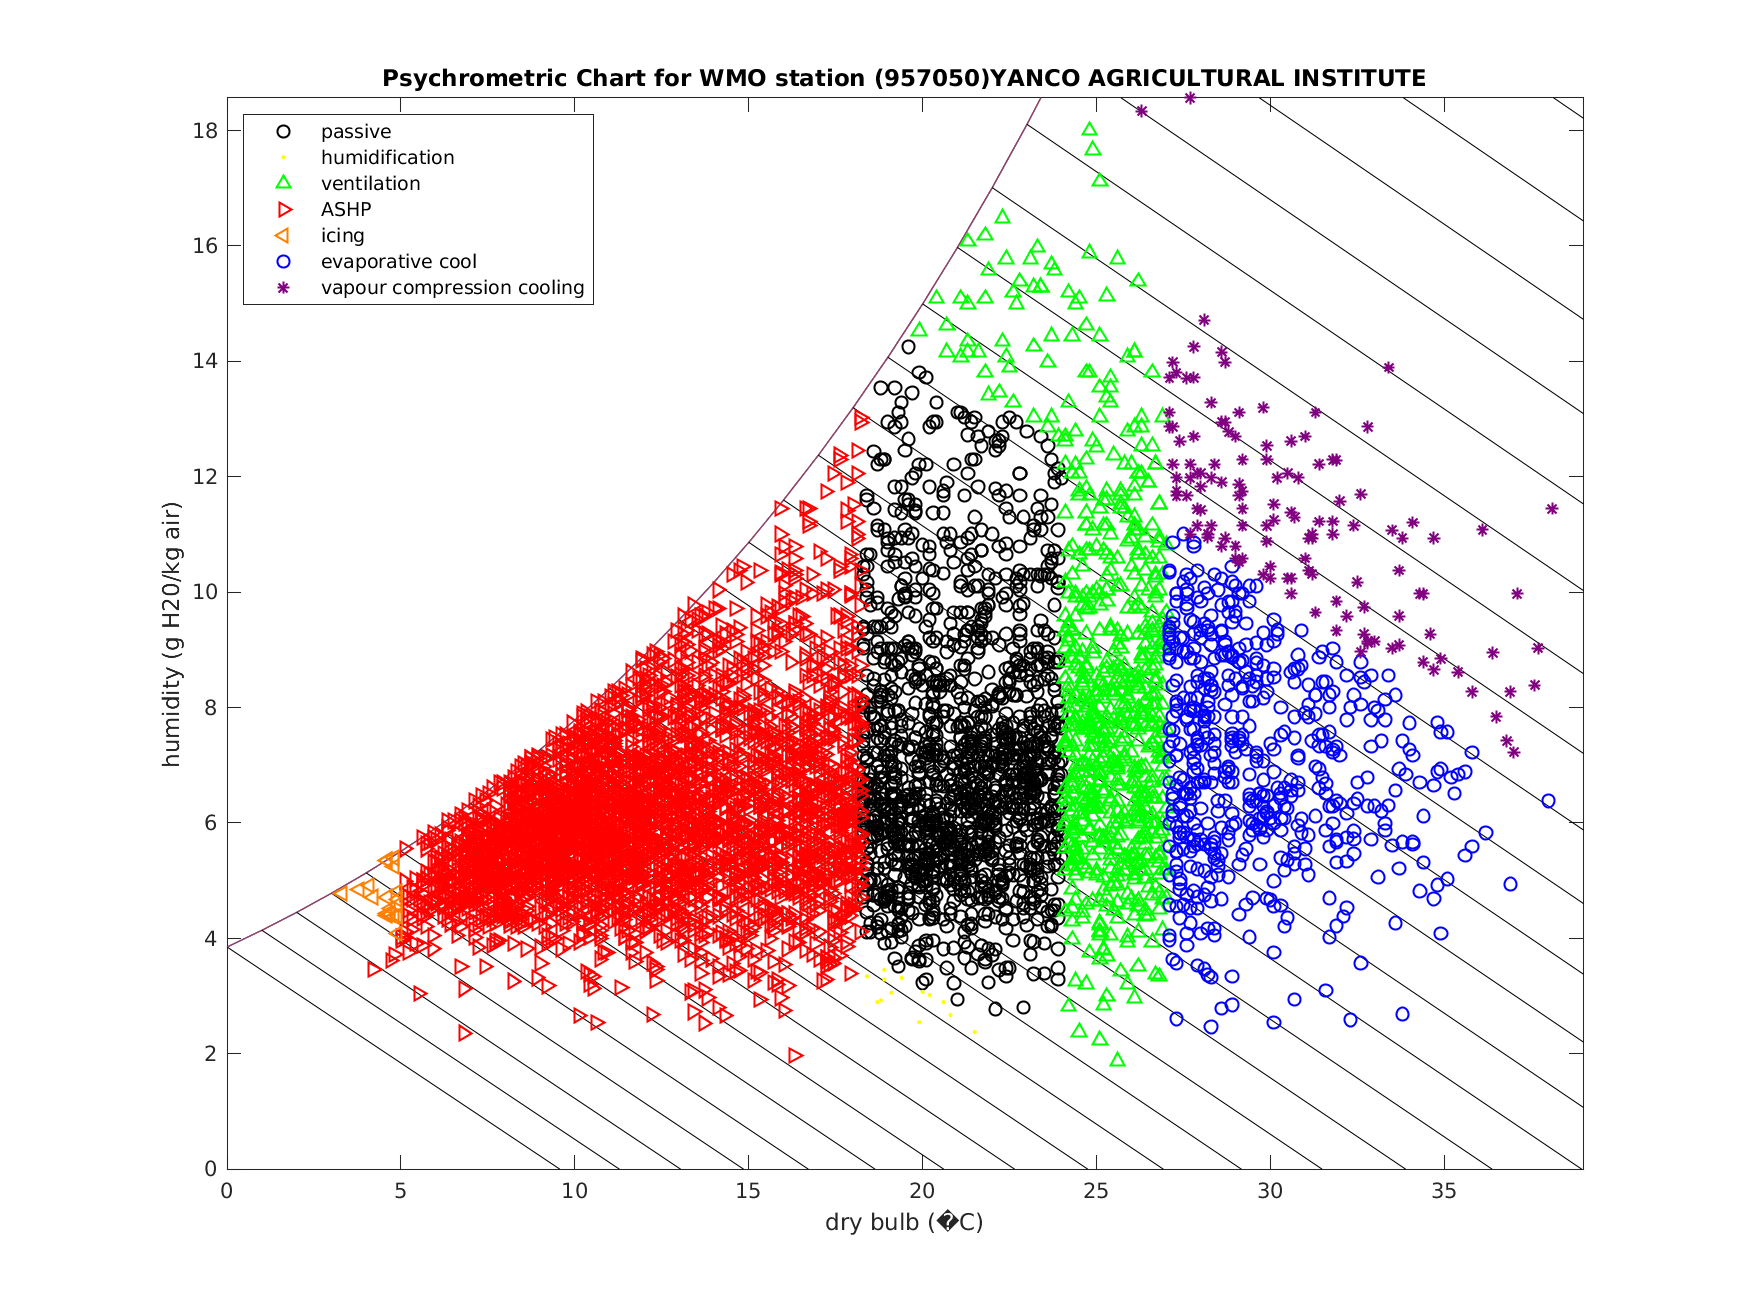 Psychrometric Chart for WMO station (957050)YANCO AGRICULTURAL INSTITUTE
passive
humidification
ventilation
ASHP
icing
evaporative cool
vapour compression cooling
humidity (g H20/kg air)
18
16
14
12
10
8
6
4
2
0
0 5 10 15 20 25 30 35
dry bulb (�C)